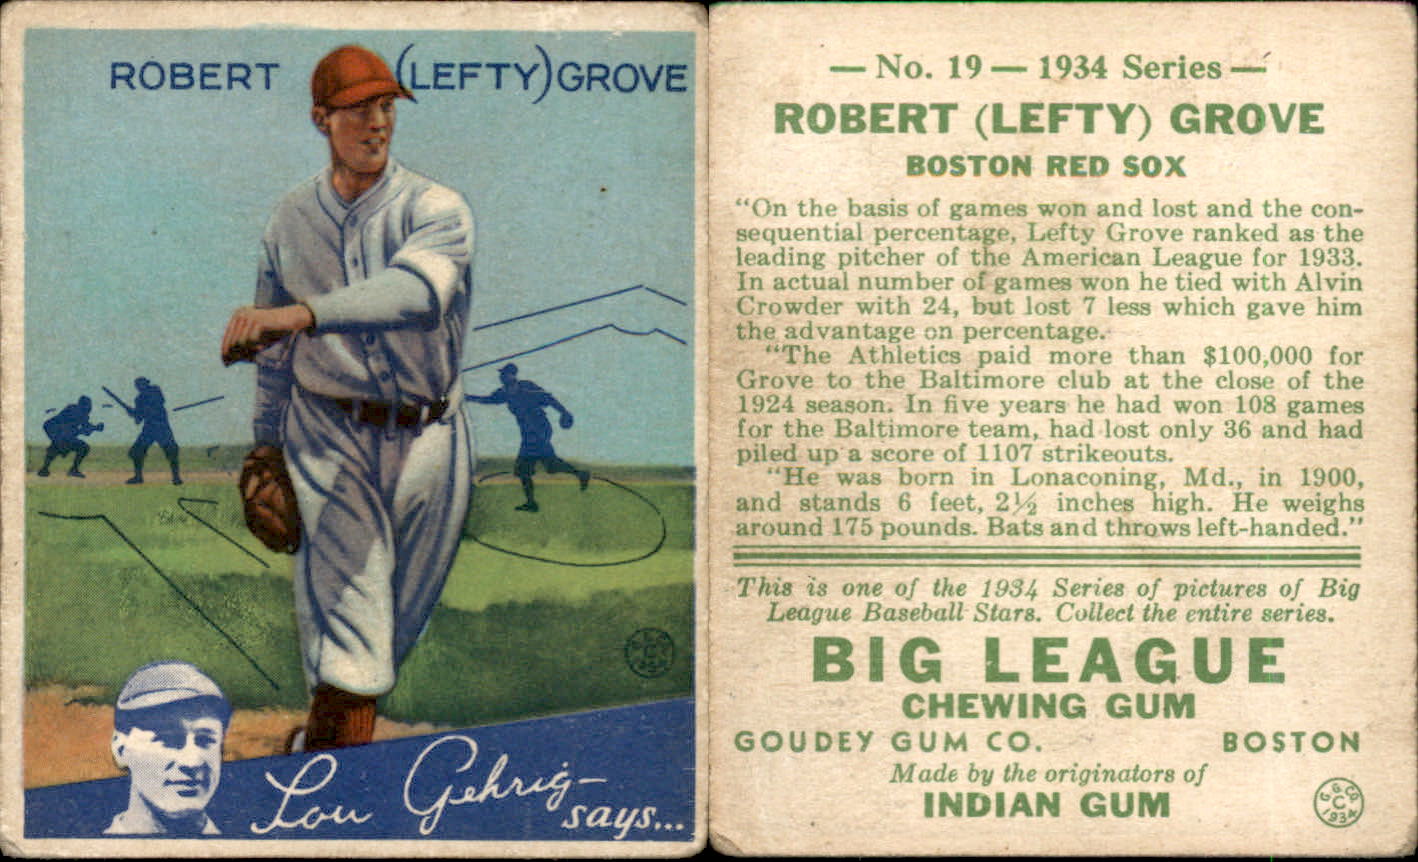 ROBERT (LEFTY) GROVE
Lou Gehrig—
says...
— No. 19 — 1934 Series —
ROBERT (LEFTY) GROVE
BOSTON RED SOX
“On the basis of games won and lost and the con-
sequential percentage, Lefty Grove ranked as the
leading pitcher of the American League for 1933.
In actual number of games won he tied with Alvin
Crowder with 24, but lost 7 less which gave him
the advantage on percentage.
“The Athletics paid more than $100,000 for
Grove to the Baltimore club at the close of the
1924 season. In five years he had won 108 games
for the Baltimore team, had lost only 36 and had
piled up a score of 1107 strikeouts.
“He was born in Lonaconing, Md., in 1900,
and stands 6 feet, 2½ inches high. He weighs
around 175 pounds. Bats and throws left-handed.”
This is one of the 1934 Series of pictures of Big
League Baseball Stars. Collect the entire series.
BIG LEAGUE
CHEWING GUM
GOUDEY GUM CO. BOSTON
Made by the originators of
INDIAN GUM
G.G.CO.
C
1934